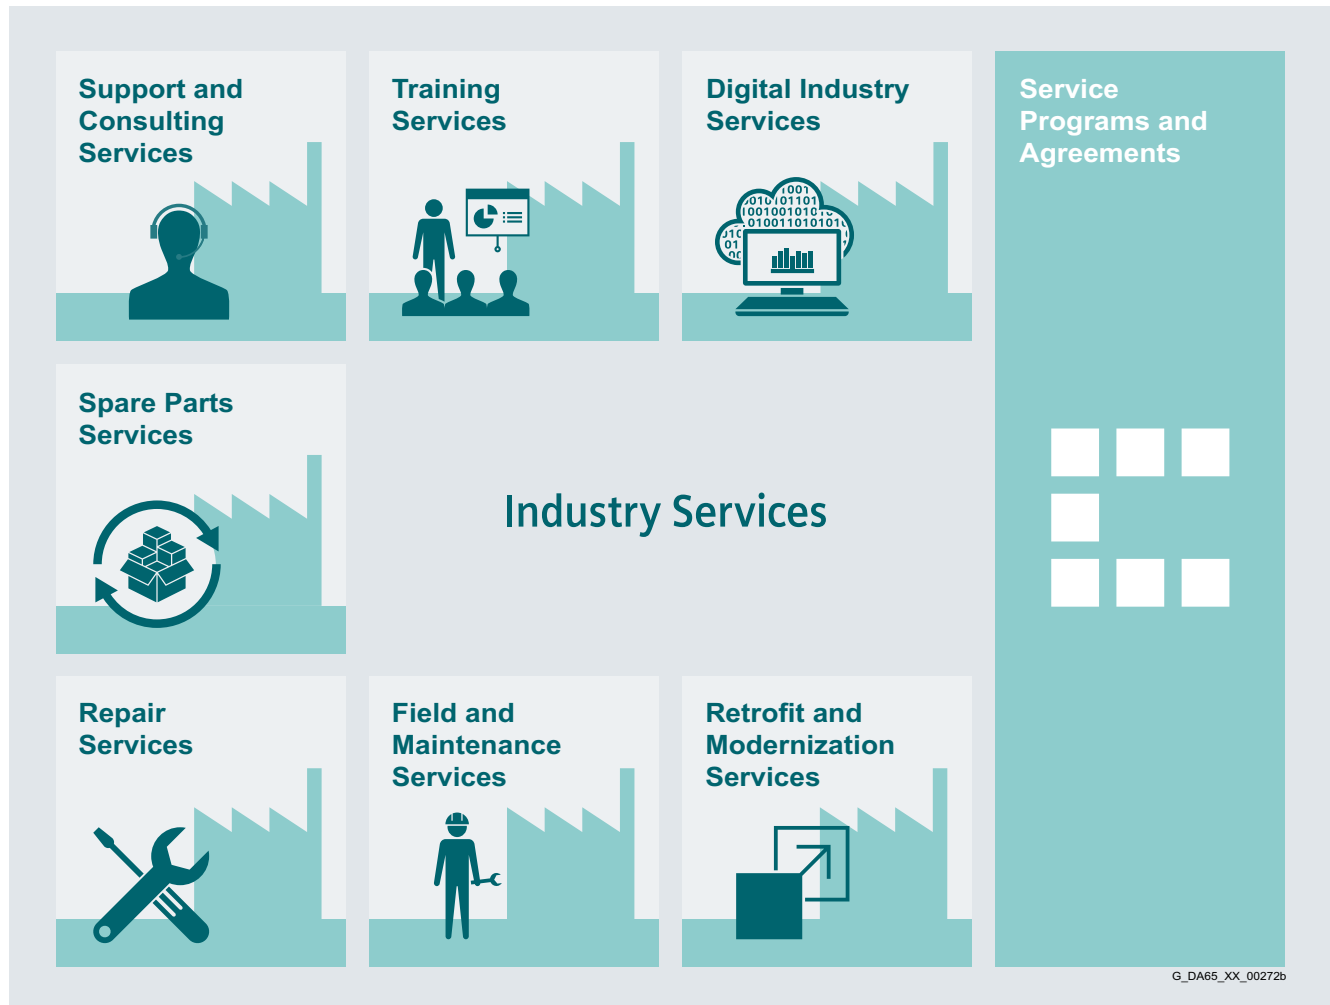 Support and
Consulting
Services
Training
Services
Digital Industry
Services
Service
Programs and
Agreements
Spare Parts
Services
Industry Services
Repair
Services
Field and
Maintenance
Services
Retrofit and
Modernization
Services
G_DA65_XX_00272b